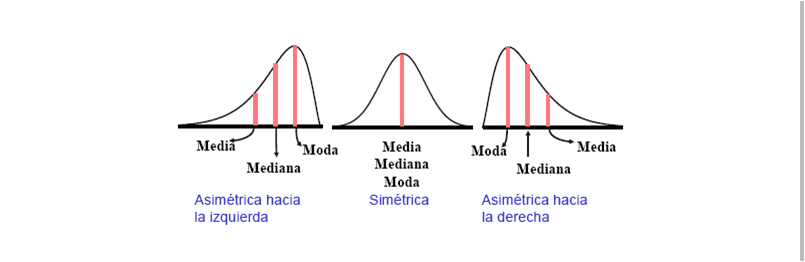 Media
Mediana
Moda
Asimétrica hacia
la izquierda
Media
Mediana
Moda
Simétrica
Moda
Mediana
Media
Asimétrica hacia
la derecha